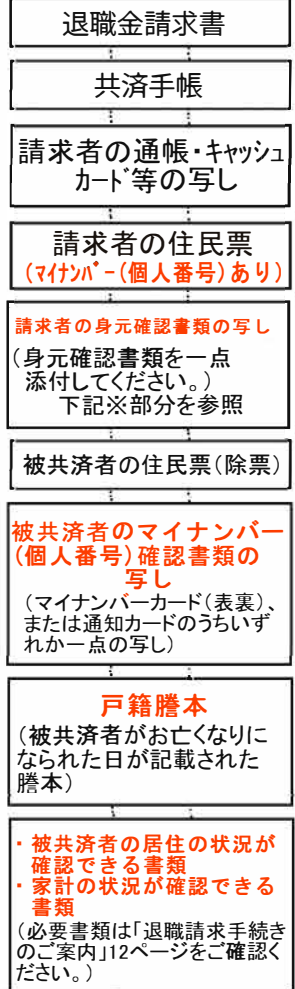 退職金請求書
共済手帳
請求者の通帳・キャッシュ
カード等の写し
請求者の住民票
(マイナンバー(個人番号)あり)
請求者の身元確認書類の写し
(身元確認書類を一点
添付してください。)
下記※部分を参照
被共済者の住民票(除票)
被共済者のマイナンバー
(個人番号)確認書類の
写し
(マイナンバーカード(表裏)、
または通知カードのうちいず
れか一点の写し)
戸籍謄本
(被共済者がお亡くなりに
なられた日が記載された
謄本)
・被共済者の居住の状況が
確認できる書類
・家計の状況が確認できる
書類
(必要書類は「退職請求手続き
のご案内」12ページをご確認く
ださい。)